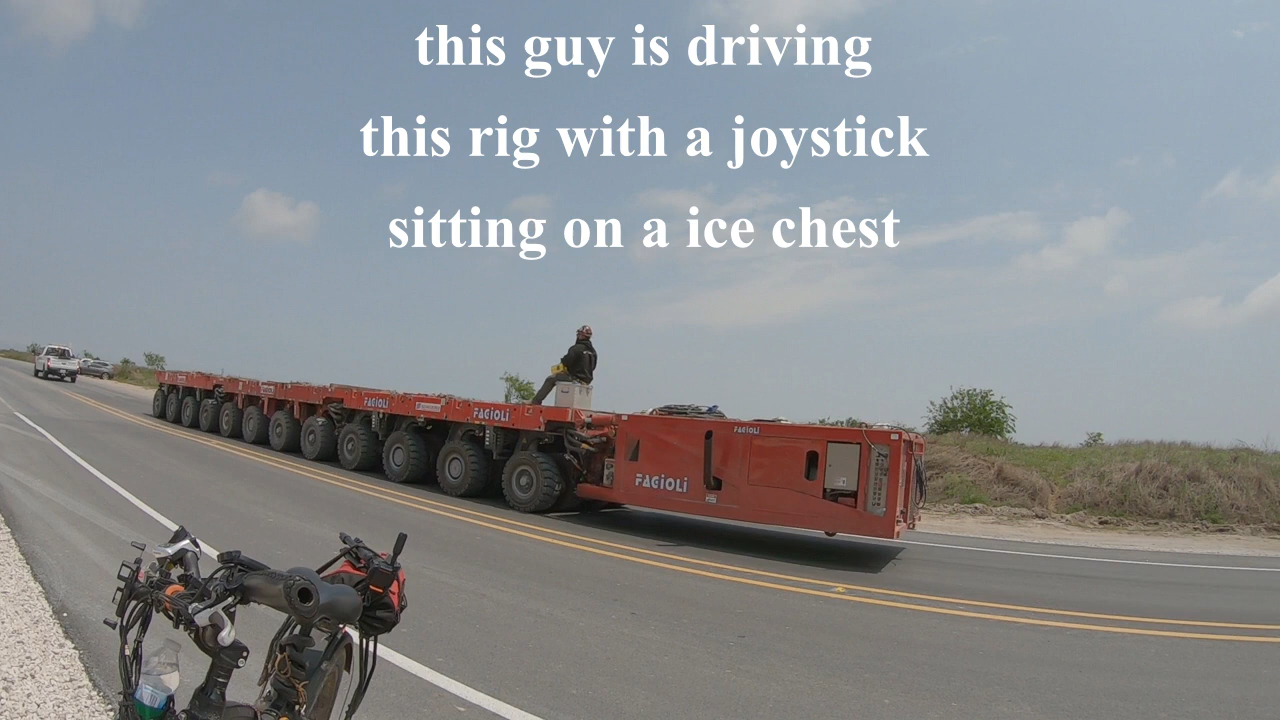 this guy is driving
this rig with a joystick
sitting on a ice chest
FAGIOLI
FAGIOLI
FAGIOLI
FAGIOLI